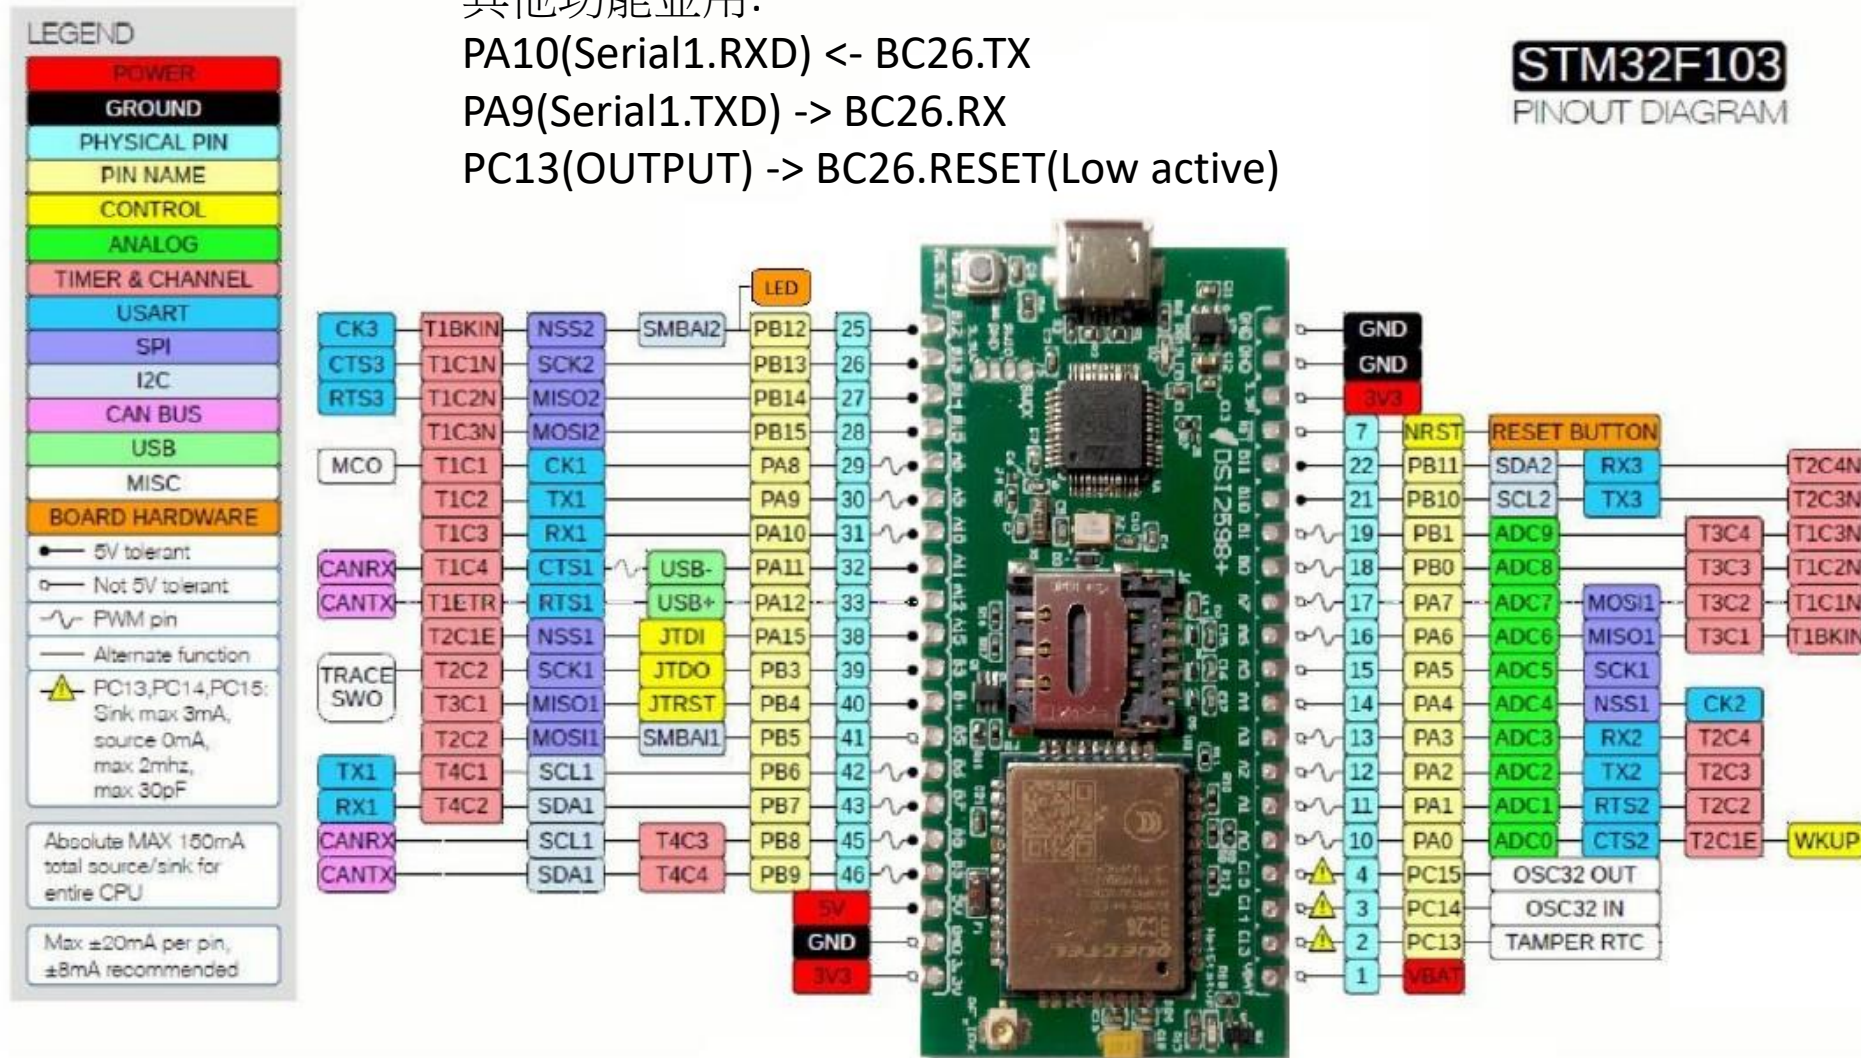 其他功能並用:
PA10(Serial1.RXD) <- BC26.TX
PA9(Serial1.TXD) -> BC26.RX
PC13(OUTPUT) -> BC26.RESET(Low active)
STM32F103
PINOUT DIAGRAM
LEGEND
POWER
GROUND
PHYSICAL PIN
PIN NAME
CONTROL
ANALOG
TIMER & CHANNEL
USART
SPI
I2C
CAN BUS
USB
MISC
BOARD HARDWARE
5V tolerant
Not 5V tolerant
PWM pin
Alternate function
PC13,PC14,PC15:
Sink max 3mA,
source 0mA,
max 2mhz,
max 30pF
Absolute MAX 150mA
total source/sink for
entire CPU
Max ±20mA per pin,
±8mA recommended
LED
CK3 T1BKIN NSS2 SMBAI2 PB12 25
CTS3 T1C1N SCK2 PB13 26
RTS3 T1C2N MISO2 PB14 27
T1C3N MOSI2 PB15 28
MCO T1C1 CK1 PA8 29
T1C2 TX1 PA9 30
T1C3 RX1 PA10 31
CANRX T1C4 CTS1 USB- PA11 32
CANTX T1ETR RTS1 USB+ PA12 33
T2C1E NSS1 JTDI PA15 38
TRACE SWO T2C2 SCK1 JTDO PB3 39
T3C1 MISO1 JTRST PB4 40
T2C2 MOSI1 SMBAI1 PB5 41
TX1 T4C1 SCL1 PB6 42
RX1 T4C2 SDA1 PB7 43
CANRX SCL1 T4C3 PB8 45
CANTX SDA1 T4C4 PB9 46
5V
GND
3V3
DSI2598+
QUECTEL
BC26
GND
GND
3V3
7 NRST RESET BUTTON
22 PB11 SDA2 RX3 T2C4N
21 PB10 SCL2 TX3 T2C3N
19 PB1 ADC9 T3C4 T1C3N
18 PB0 ADC8 T3C3 T1C2N
17 PA7 ADC7 MOSI1 T3C2 T1C1N
16 PA6 ADC6 MISO1 T3C1 T1BKIN
15 PA5 ADC5 SCK1
14 PA4 ADC4 NSS1 CK2
13 PA3 ADC3 RX2 T2C4
12 PA2 ADC2 TX2 T2C3
11 PA1 ADC1 RTS2 T2C2
10 PA0 ADC0 CTS2 T2C1E WKUP
4 PC15 OSC32 OUT
3 PC14 OSC32 IN
2 PC13 TAMPER RTC
1 VBAT